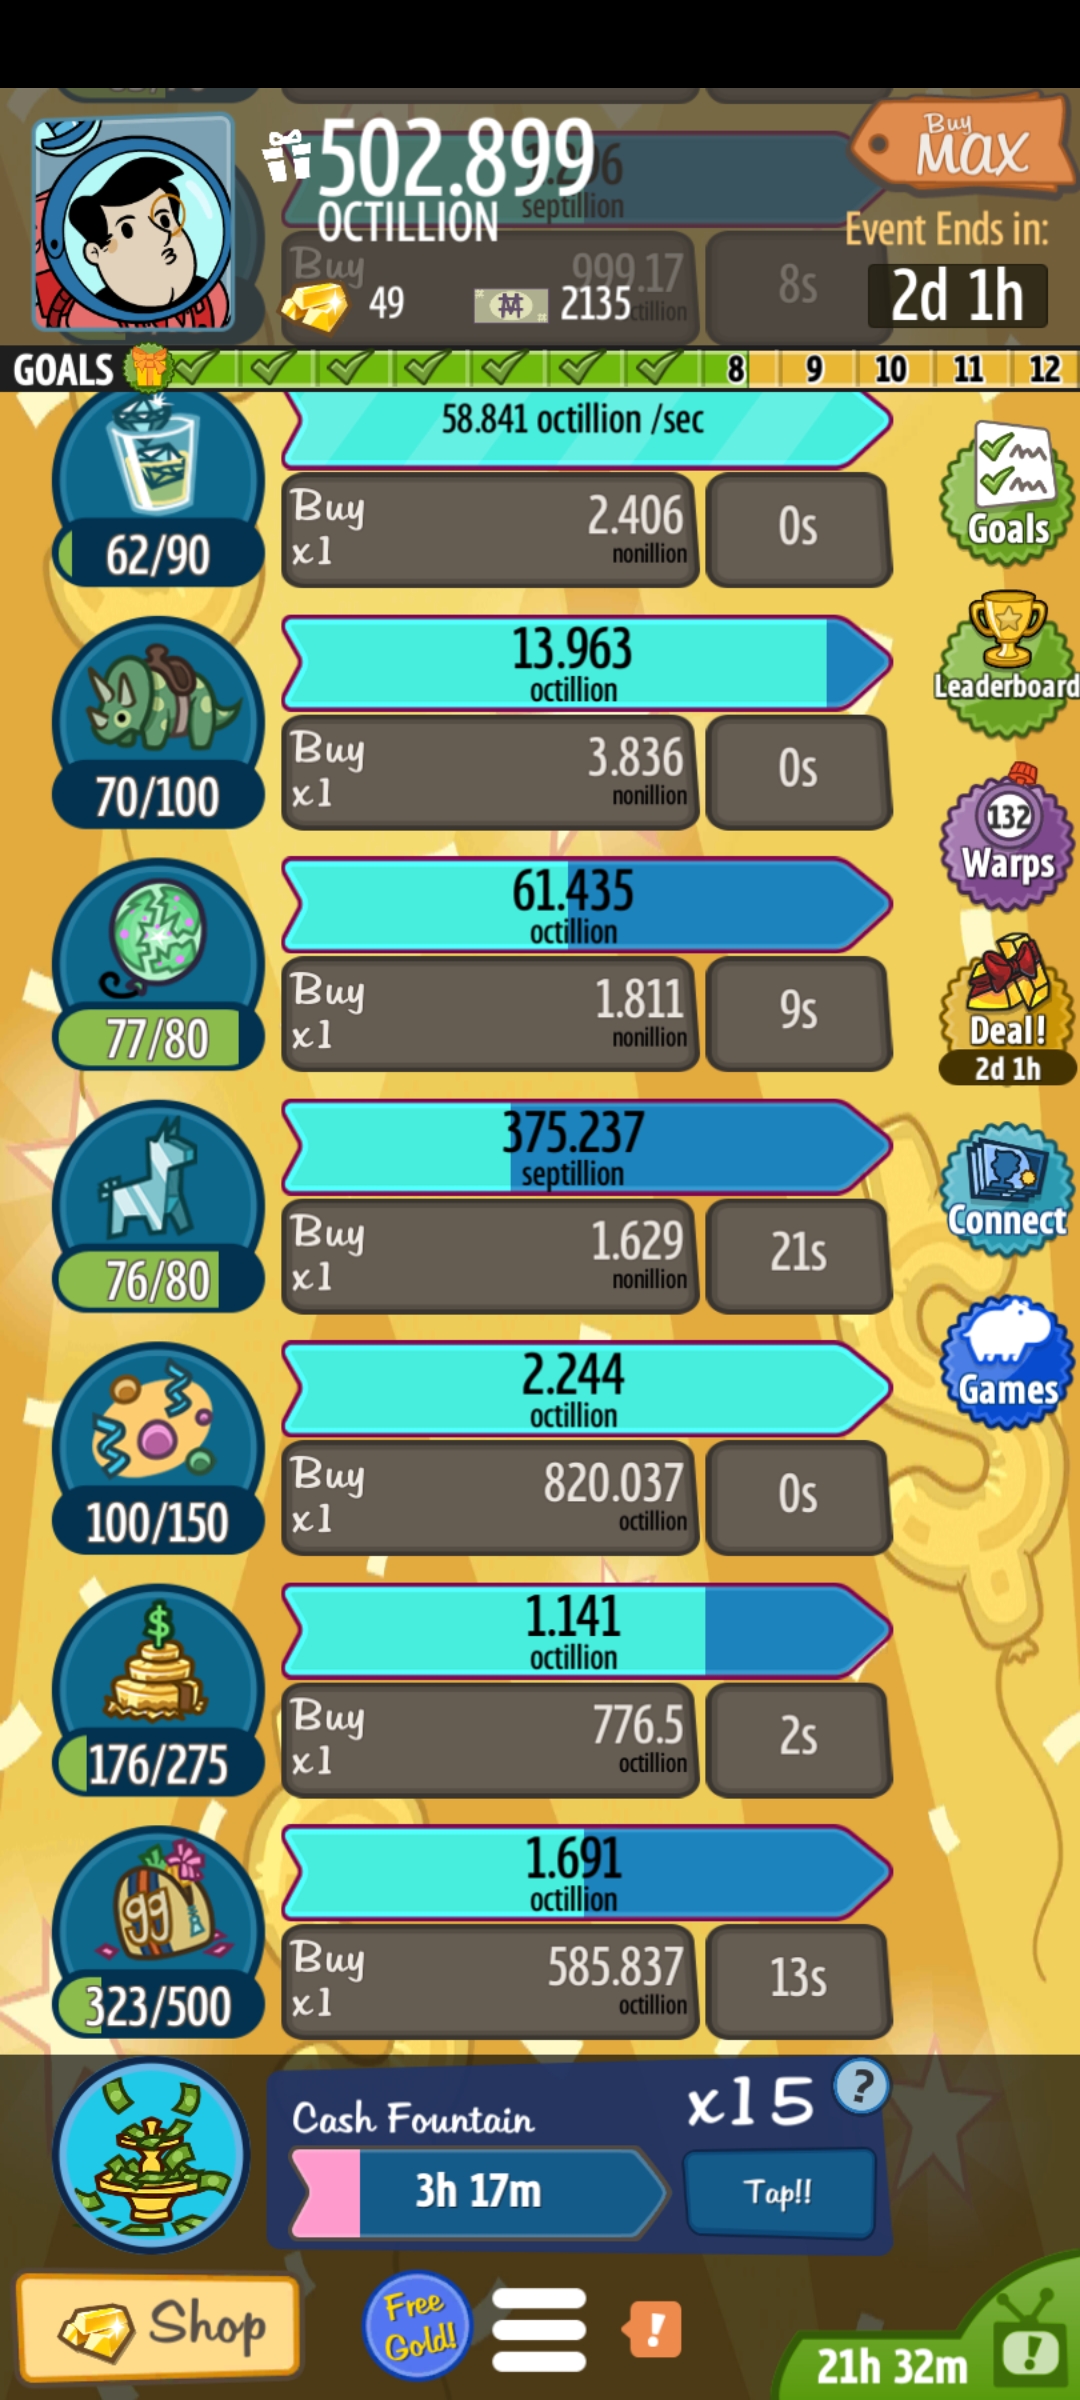 502.899
OCTILLION
septillion
Buy
MAX
Event Ends in:
2d 1h
Buy
999.17
8s
49
2135
GOALS
8
9
10
11
12
58.841 octillion /sec
Buy
x1
2.406
nonillion
0s
62/90
Goals
13.963
octillion
Buy
x1
3.836
nonillion
0s
70/100
Leaderboard
61.435
octillion
Buy
x1
1.811
nonillion
9s
77/80
132
Warps
Deal!
2d 1h
375.237
septillion
Buy
x1
1.629
nonillion
21s
76/80
Connect
2.244
octillion
Buy
x1
820.037
octillion
0s
100/150
Games
$
1.141
octillion
Buy
x1
776.5
octillion
2s
176/275
gg
1.691
octillion
Buy
x1
585.837
octillion
13s
323/500
Cash Fountain
x15
?
3h 17m
Tap!!
Shop
Free
Gold!
!
21h 32m
!